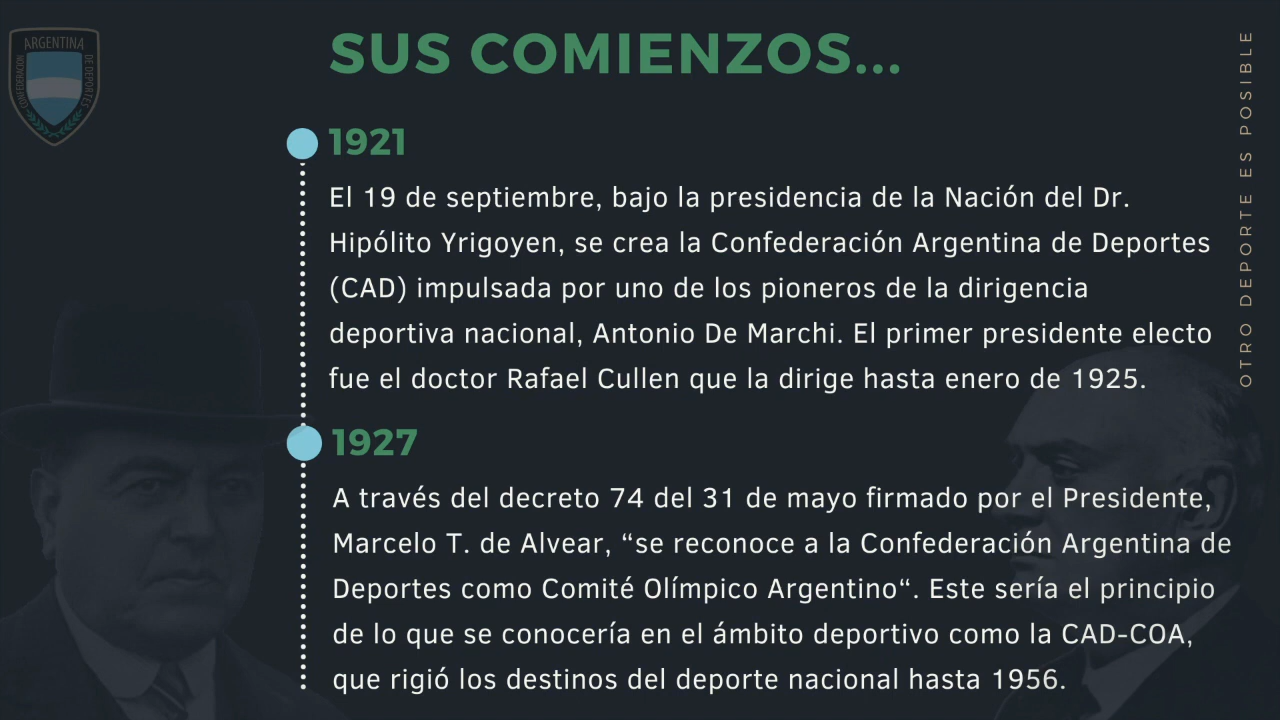 ARGENTINA
CONFEDERACIÓN
DE DEPORTES
SUS COMIENZOS...
1921
El 19 de septiembre, bajo la presidencia de la Nación del Dr.
Hipólito Yrigoyen, se crea la Confederación Argentina de Deportes
(CAD) impulsada por uno de los pioneros de la dirigencia
deportiva nacional, Antonio De Marchi. El primer presidente electo
fue el doctor Rafael Cullen que la dirige hasta enero de 1925.
1927
A través del decreto 74 del 31 de mayo firmado por el Presidente,
Marcelo T. de Alvear, “se reconoce a la Confederación Argentina de
Deportes como Comité Olímpico Argentino“. Este sería el principio
de lo que se conocería en el ámbito deportivo como la CAD-COA,
que rigió los destinos del deporte nacional hasta 1956.
OTRO DEPORTE ES POSIBLE